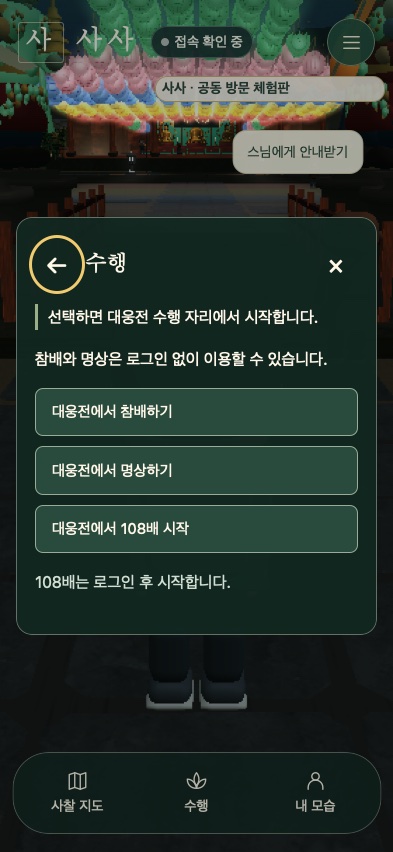 사 사사
접속 확인 중
사사 · 공동 방문 체험판
스님에게 안내받기
수행
선택하면 대웅전 수행 자리에서 시작합니다.
참배와 명상은 로그인 없이 이용할 수 있습니다.
대웅전에서 참배하기
대웅전에서 명상하기
대웅전에서 108배 시작
108배는 로그인 후 시작합니다.
사찰 지도
수행
내 모습